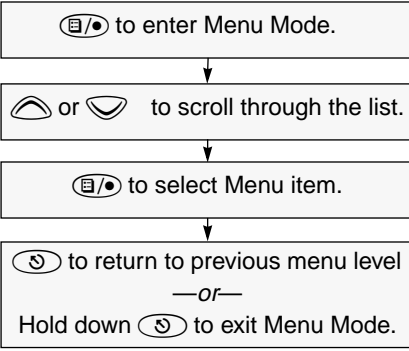 to enter Menu Mode.
or to scroll through the list.
to select Menu item.
to return to previous menu level
—or—
Hold down to exit Menu Mode.